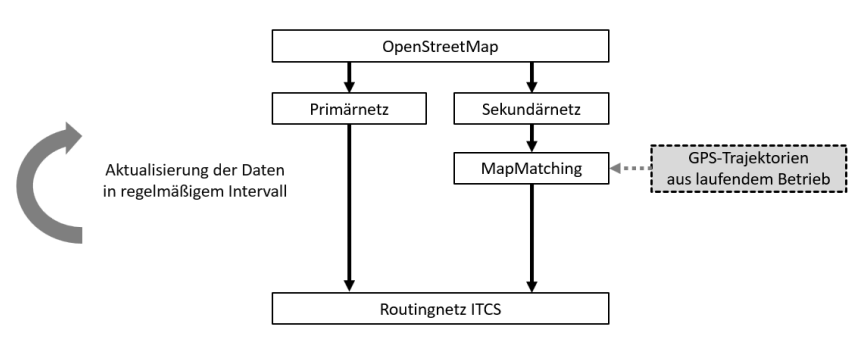 OpenStreetMap
Primärnetz
Sekundärnetz
Aktualisierung der Daten
in regelmäßigem Intervall
MapMatching
GPS-Trajektorien
aus laufendem Betrieb
Routingnetz ITCS